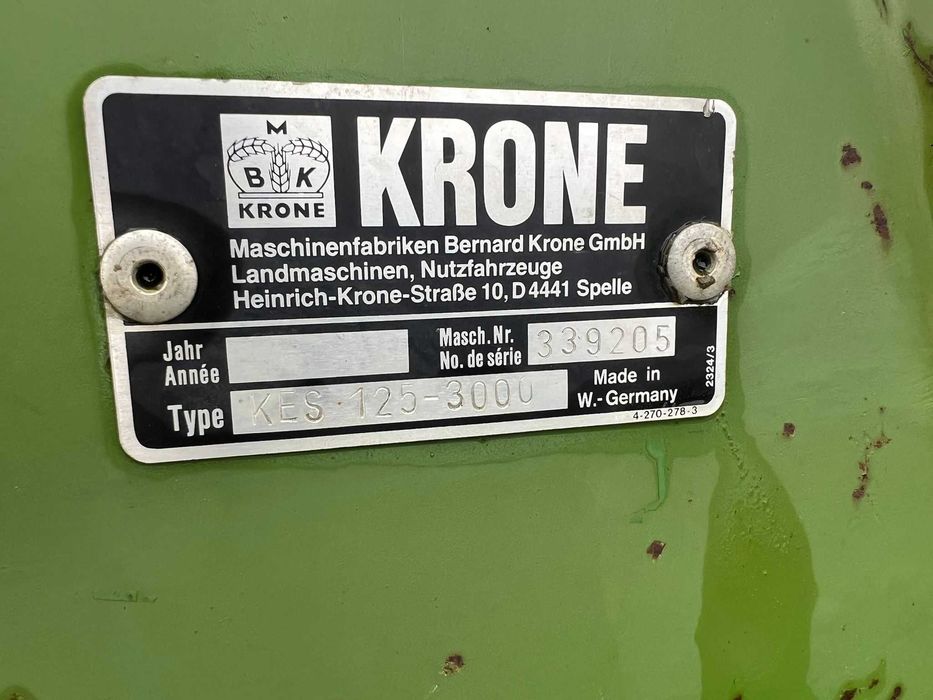 M
B K
KRONE
KRONE
Maschinenfabriken Bernard Krone GmbH
Landmaschinen, Nutzfahrzeuge
Heinrich-Krone-Straße 10, D 4441 Spelle
Jahr
Année
Masch.Nr.
No. de série
339205
Type
KES 125-3000
Made in
W.-Germany
2324/3
4-270-278-3